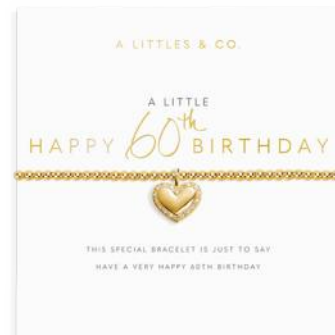 A LITTLES & CO.
A LITTLE
HAPPY 60th BIRTHDAY
THIS SPECIAL BRACELET IS JUST TO SAY
HAVE A VERY HAPPY 60TH BIRTHDAY